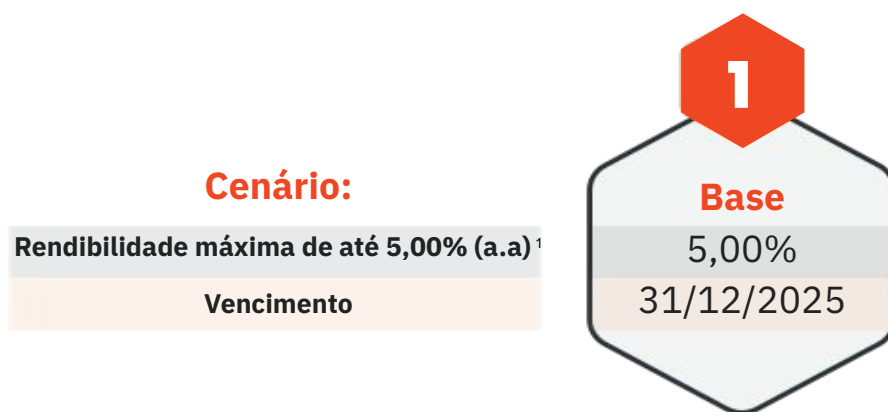 1
Cenário:
Base
Rendibilidade máxima de até 5,00% (a.a) ¹
5,00%
Vencimento
31/12/2025